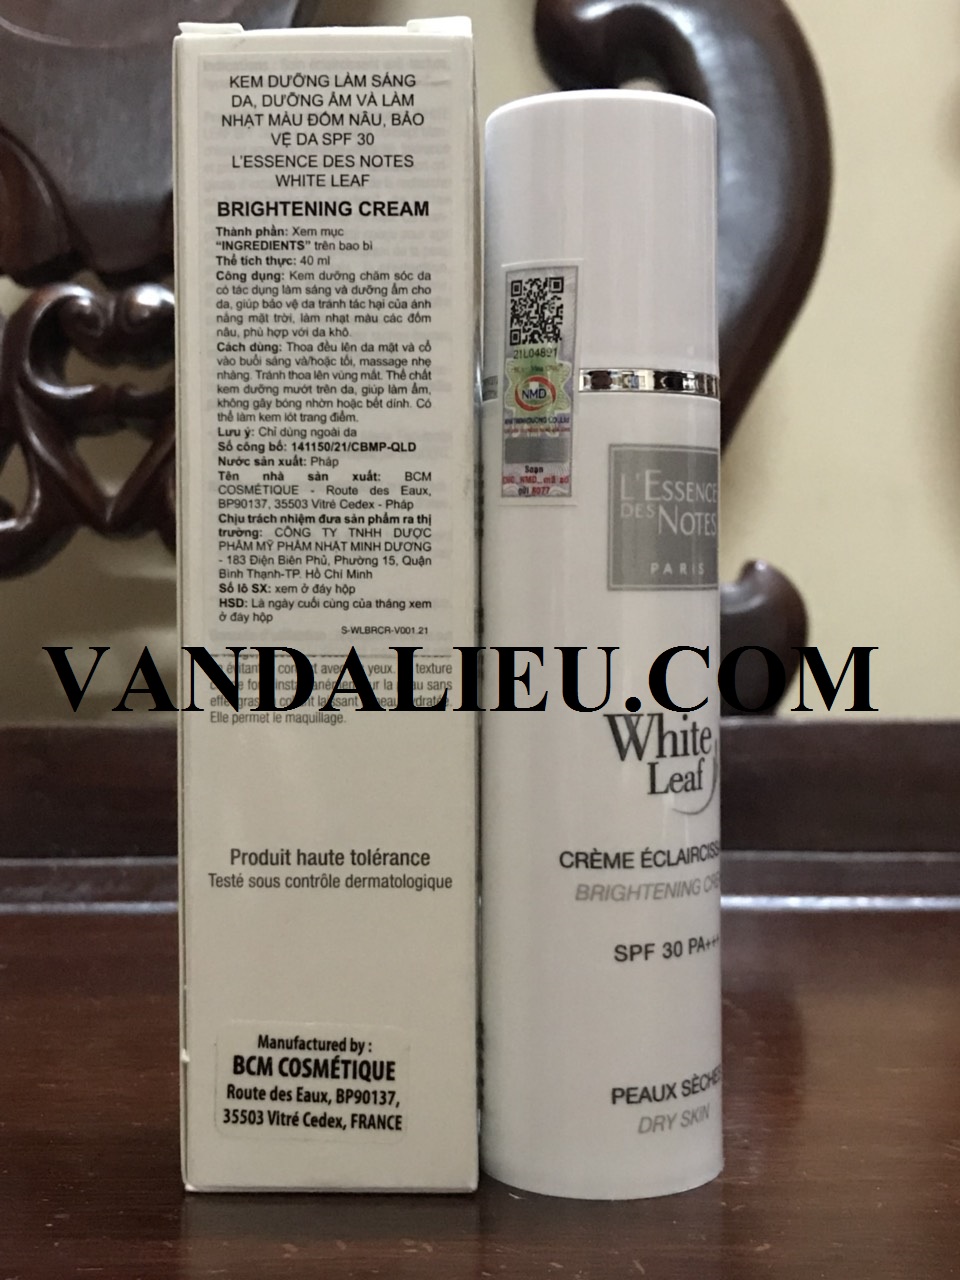 KEM DƯỠNG LÀM SÁNG
DA, DƯỠNG ẨM VÀ LÀM
NHẠT MÀU ĐỐM NÂU, BẢO
VỆ DA SPF 30
L'ESSENCE DES NOTES
WHITE LEAF
BRIGHTENING CREAM
Thành phần: Xem mục
“INGREDIENTS” trên bao bì
Thể tích thực: 40 ml
Công dụng: Kem dưỡng chăm sóc da
có tác dụng làm sáng và dưỡng ẩm cho
da, giúp bảo vệ da tránh tác hại của ánh
nắng mặt trời, làm nhạt màu các đốm
nâu, phù hợp với da khô.
Cách dùng: Thoa đều lên da mặt và cổ
vào buổi sáng và/hoặc tối, massage nhẹ
nhàng. Tránh thoa lên vùng mắt. Thể chất
kem dưỡng mướt trên da, giúp làm ẩm,
không gây bóng nhờn hoặc bết dính. Có
thể làm kem lót trang điểm.
Lưu ý: Chỉ dùng ngoài da
Số công bố: 141150/21/CBMP-QLD
Nước sản xuất: Pháp
Tên nhà sản xuất: BCM
COSMÉTIQUE - Route des Eaux,
BP90137, 35503 Vitré Cedex - Pháp
Chịu trách nhiệm đưa sản phẩm ra thị
trường: CÔNG TY TNHH DƯỢC
PHẨM MỸ PHẨM NHẬT MINH DƯƠNG
- 183 Điện Biên Phủ, Phường 15, Quận
Bình Thạnh-TP. Hồ Chí Minh
Số lô SX: xem ở đáy hộp
HSD: Là ngày cuối cùng của tháng xem
ở đáy hộp
S-WLBRCR-V001.21
yeux. texture
la sans
laissant
Elle permet le maquillage.
VANDALIEU.COM
Produit haute tolérance
Testé sous contrôle dermatologique
Manufactured by :
BCM COSMÉTIQUE
Route des Eaux, BP90137,
35503 Vitré Cedex, FRANCE
21L04891
NMD
Soạn
gửi 8077
L'ESSENCE
DES NOTES
PARIS
White
Leaf
CRÈME ÉCLAIRCISS
BRIGHTENING CRE
SPF 30 PA+++
PEAUX SÈCHES
DRY SKIN